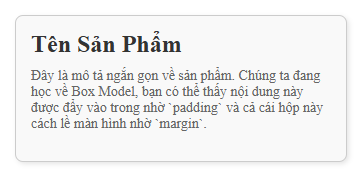 Tên Sản Phẩm
Đây là mô tả ngắn gọn về sản phẩm. Chúng ta đang
học về Box Model, bạn có thể thấy nội dung này
được đẩy vào trong nhờ `padding` và cả cái hộp này
cách lề màn hình nhờ `margin`.